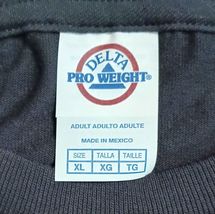 DELTA
PRO WEIGHT®
ADULT ADULTO ADULTE
MADE IN MEXICO
SIZE TALLA TAILLE
XL XG TG